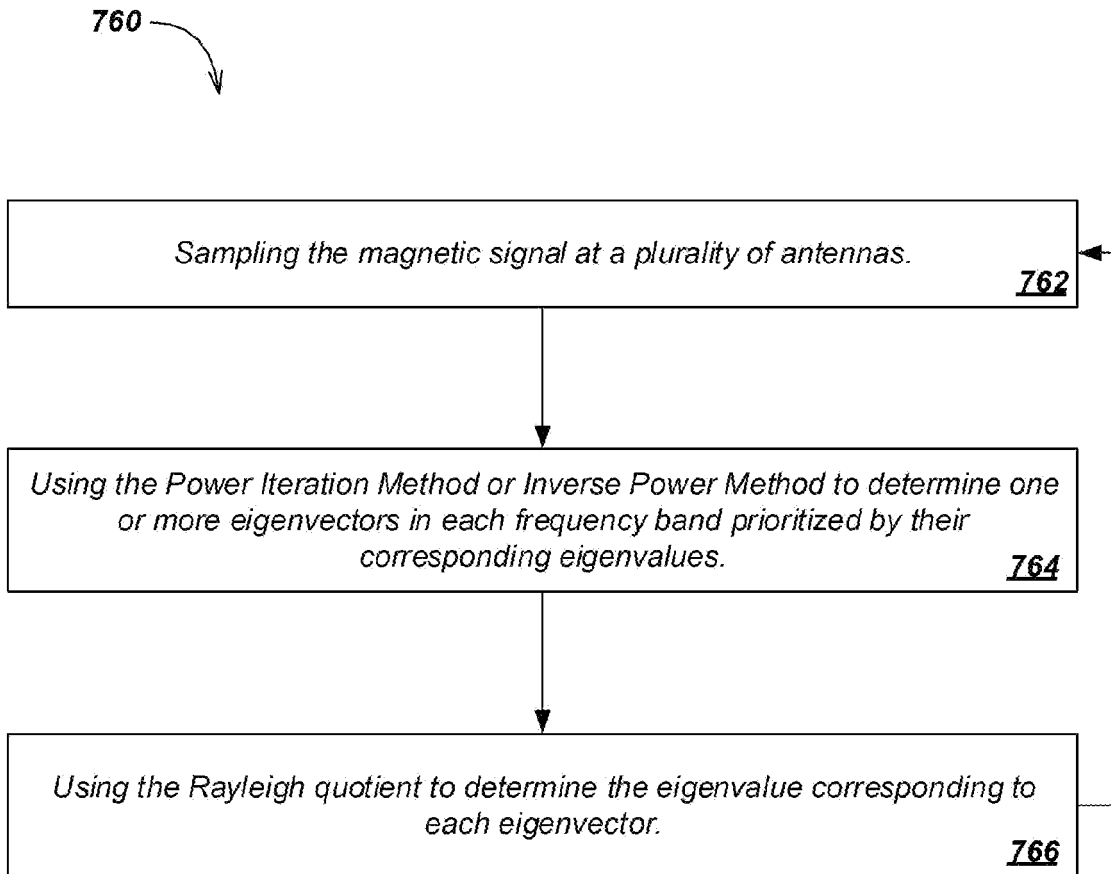 760
Sampling the magnetic signal at a plurality of antennas.
762
Using the Power Iteration Method or Inverse Power Method to determine one
or more eigenvectors in each frequency band prioritized by their
corresponding eigenvalues.
764
Using the Rayleigh quotient to determine the eigenvalue corresponding to
each eigenvector.
766